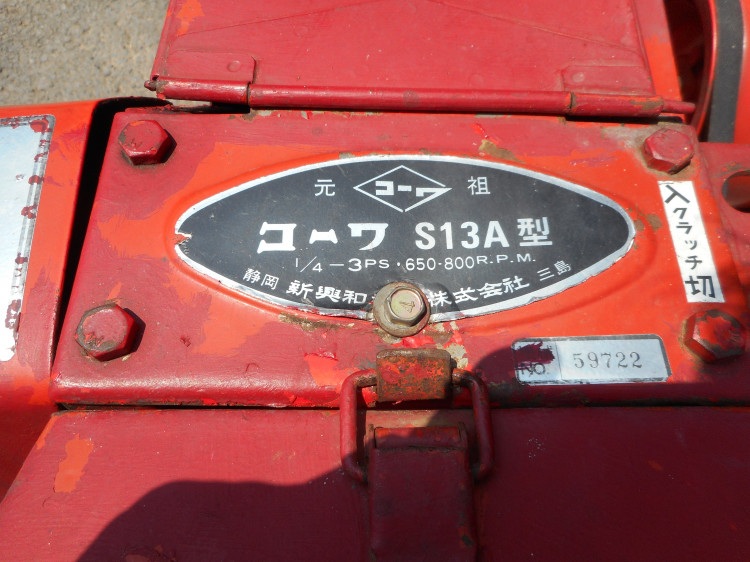 元 コーワ 祖
コーワ S13A型
1/4-3PS・650-800R.P.M.
静岡 新興和 株式会社 三島
入クラッチ切
NO. 59722